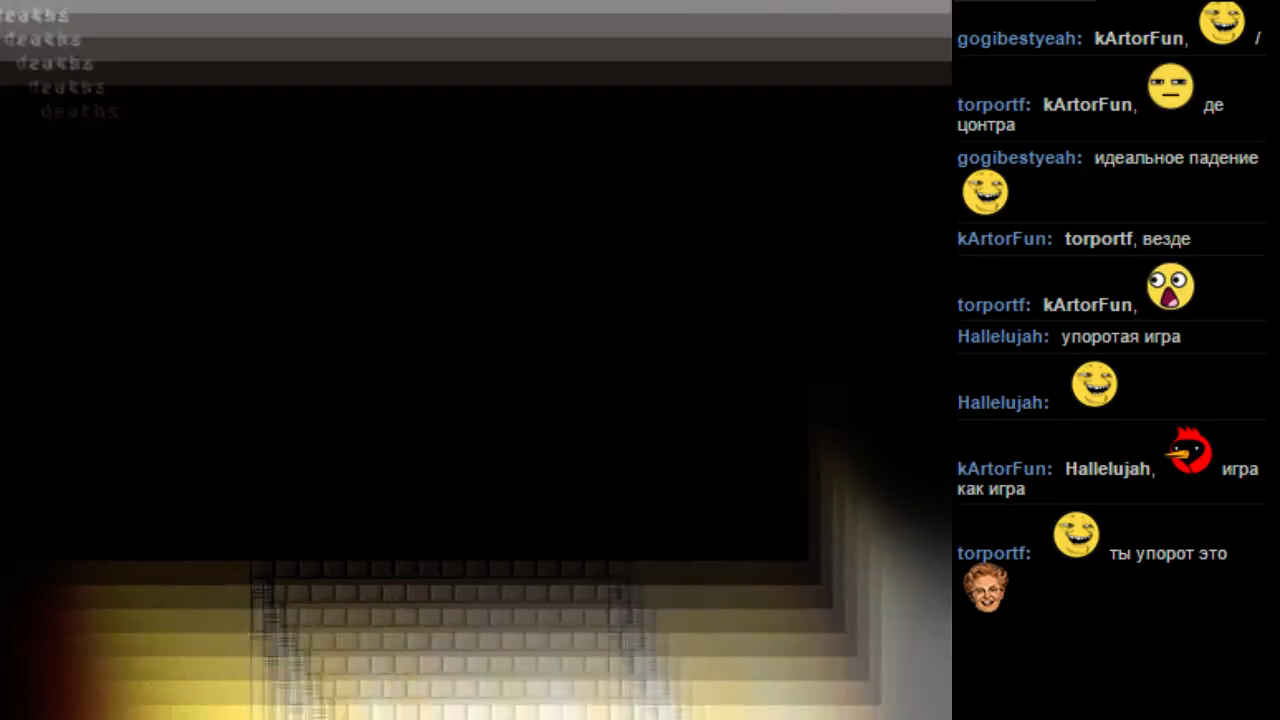 deaths
deaths
deaths
deaths
deaths
gogibestyeah: kArtorFun, /
torportf: kArtorFun, де
цонтра
gogibestyeah: идеальное падение
kArtorFun: torportf, везде
torportf: kArtorFun,
Hallelujah: упоротая игра
Hallelujah:
kArtorFun: Hallelujah, игра
как игра
torportf: ты упорот это